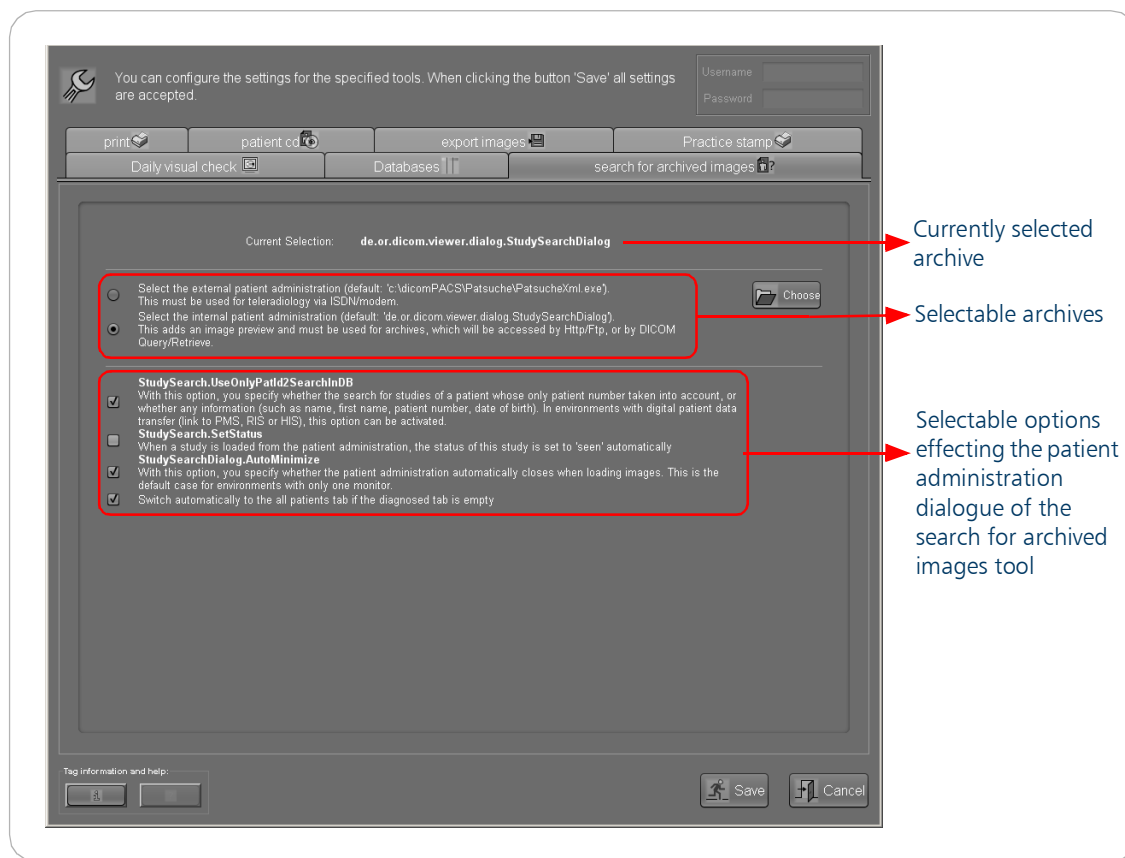 You can configure the settings for the specified tools. When clicking the button 'Save' all settings
are accepted.
Username
Password
print
patient cd
export images
Practice stamp
Daily visual check
Databases
search for archived images
Current Selection: de.or.dicom.viewer.dialog.StudySearchDialog
Select the external patient administration (default: 'c:\dicomPACS\Patsuche\PatsucheXml.exe').
This must be used for teleradiology via ISDN/modem.
Choose
Select the internal patient administration (default: 'de.or.dicom.viewer.dialog.StudySearchDialog').
This adds an image preview and must be used for archives, which will be accessed by Http/Ftp, or by DICOM
Query/Retrieve.
StudySearch.UseOnlyPatId2SearchInDB
With this option, you specify whether the search for studies of a patient whose only patient number taken into account, or
whether any information (such as name, first name, patient number, date of birth). In environments with digital patient data
transfer (link to PMS, RIS or HIS), this option can be activated.
StudySearch.SetStatus
When a study is loaded from the patient administration, the status of this study is set to 'seen' automatically
StudySearchDialog.AutoMinimize
With this option, you specify whether the patient administration automatically closes when loading images. This is the
default case for environments with only one monitor.
Switch automatically to the all patients tab if the diagnosed tab is empty
Tag information and help:
Save
Cancel
Currently selected
archive
Selectable archives
Selectable options
effecting the patient
administration
dialogue of the
search for archived
images tool